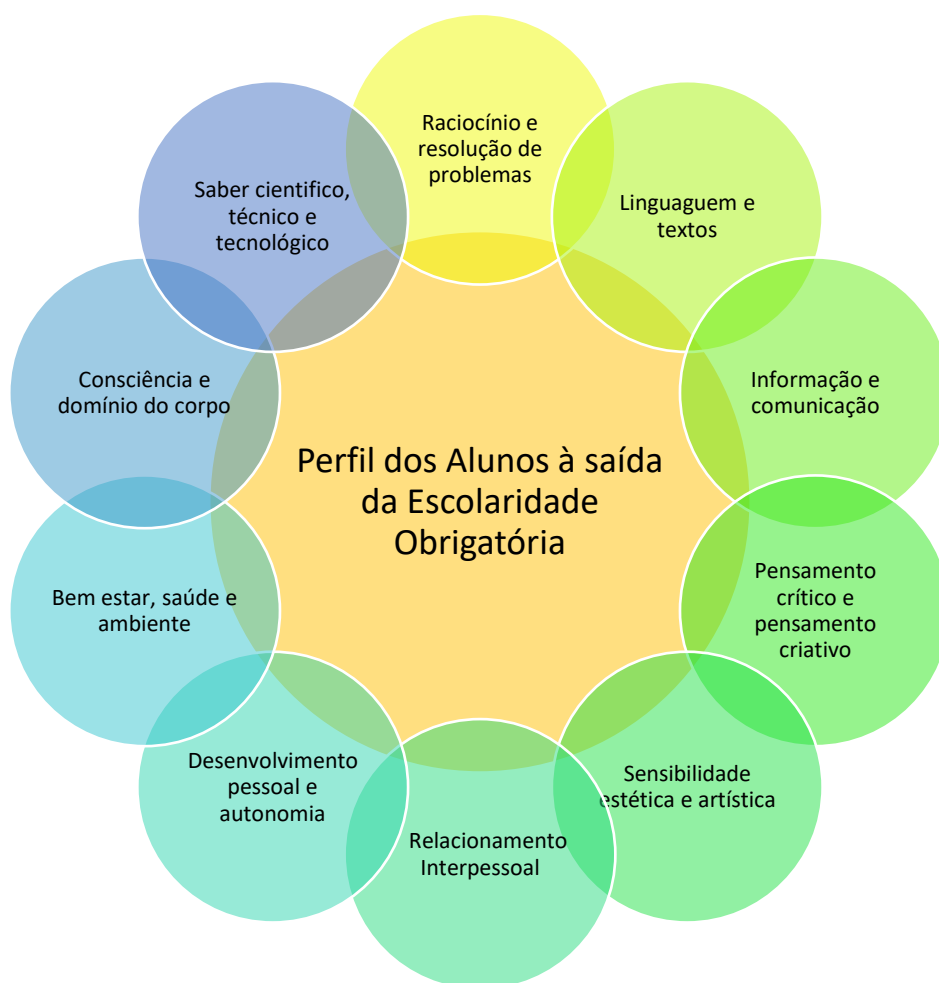 Raciocínio e
resolução de
problemas
Linguaguem e
textos
Informação e
comunicação
Pensamento
crítico e
pensamento
criativo
Sensibilidade
estética e artística
Relacionamento
Interpessoal
Desenvolvimento
pessoal e
autonomia
Bem estar, saúde e
ambiente
Consciência e
domínio do corpo
Saber cientifico,
técnico e
tecnológico
Perfil dos Alunos à saída
da Escolaridade
Obrigatória